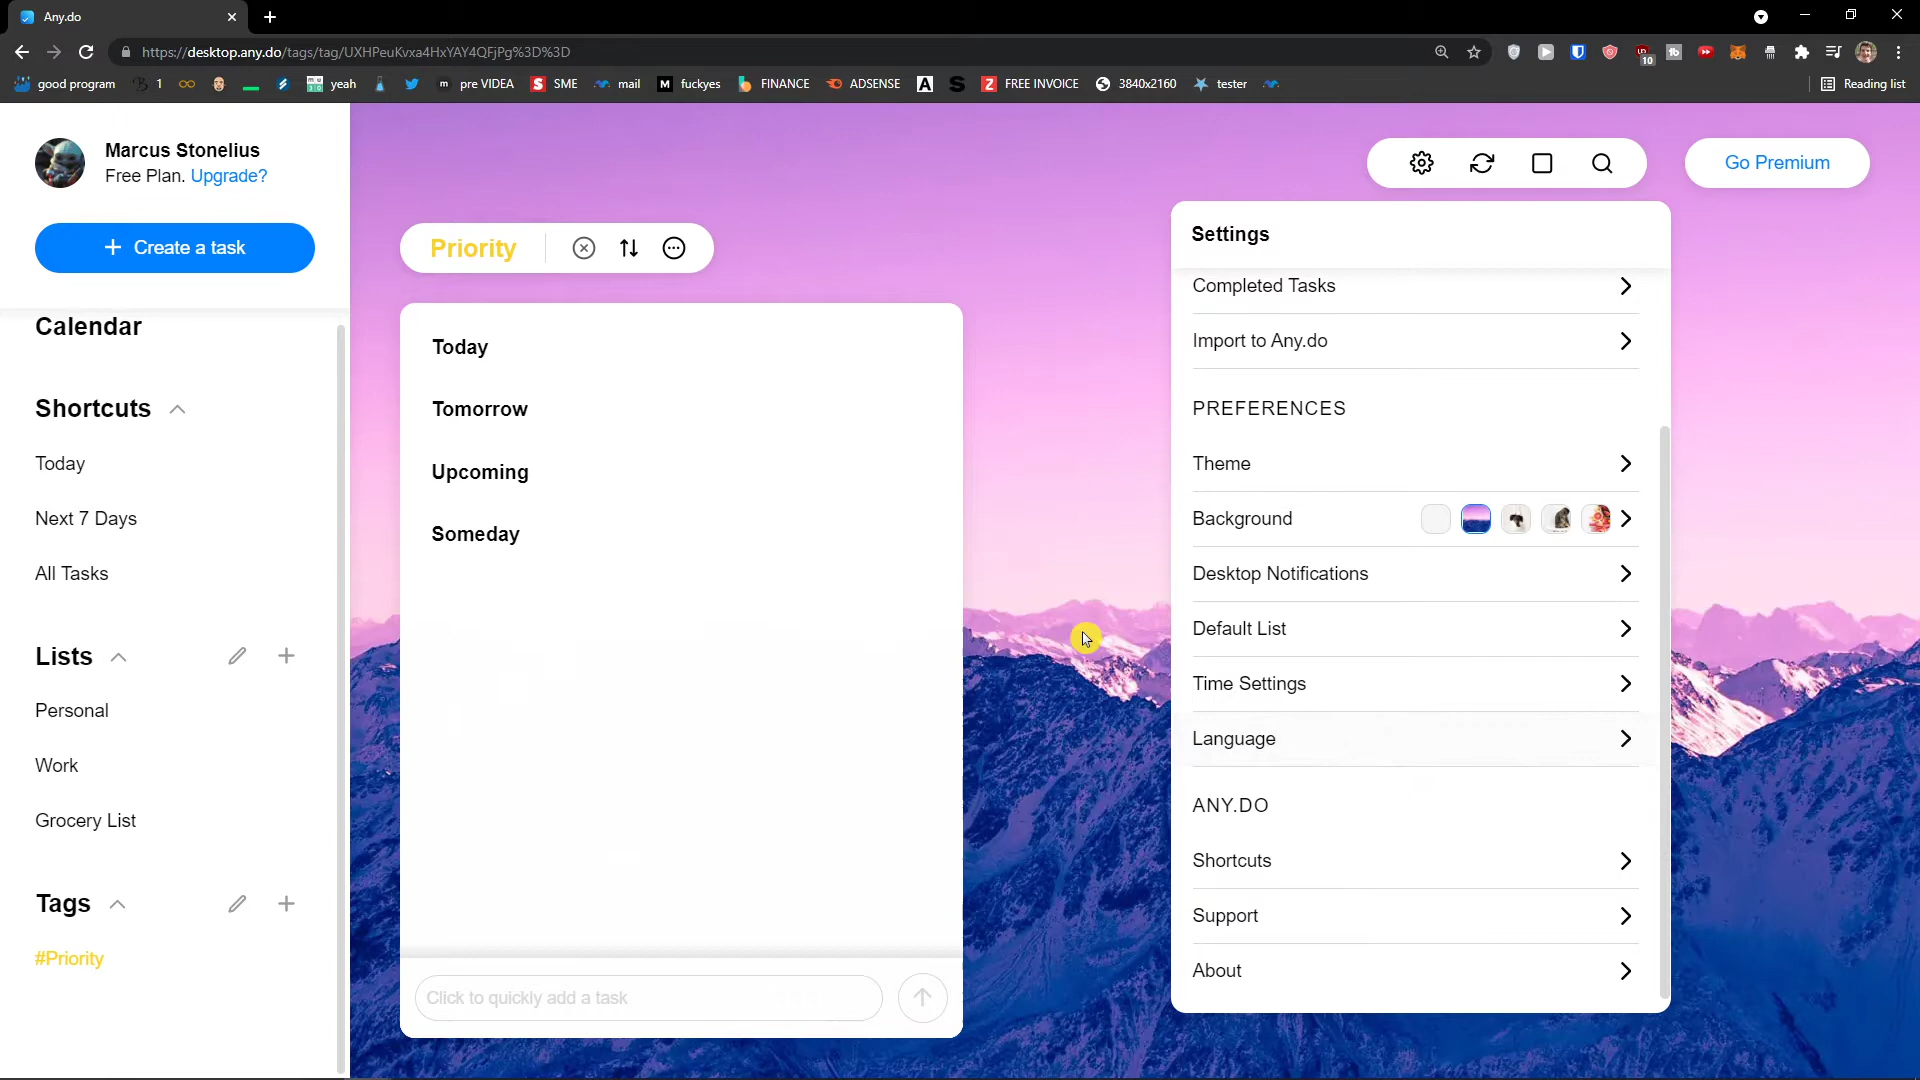 Any.do
https://desktop.any.do/tags/tag/UXHPeuKvxa4HxYAY4QFjPg%3D%3D
10
good program
1
yeah
pre VIDEA
SME
mail
fuckyes
FINANCE
ADSENSE
FREE INVOICE
3840x2160
tester
Reading list
Marcus Stonelius
Free Plan. Upgrade?
Create a task
Calendar
Shortcuts
Today
Next 7 Days
All Tasks
Lists
Personal
Work
Grocery List
Tags
#Priority
Priority
Today
Tomorrow
Upcoming
Someday
Click to quickly add a task
Go Premium
Settings
Completed Tasks
Import to Any.do
PREFERENCES
Theme
Background
Desktop Notifications
Default List
Time Settings
Language
ANY.DO
Shortcuts
Support
About